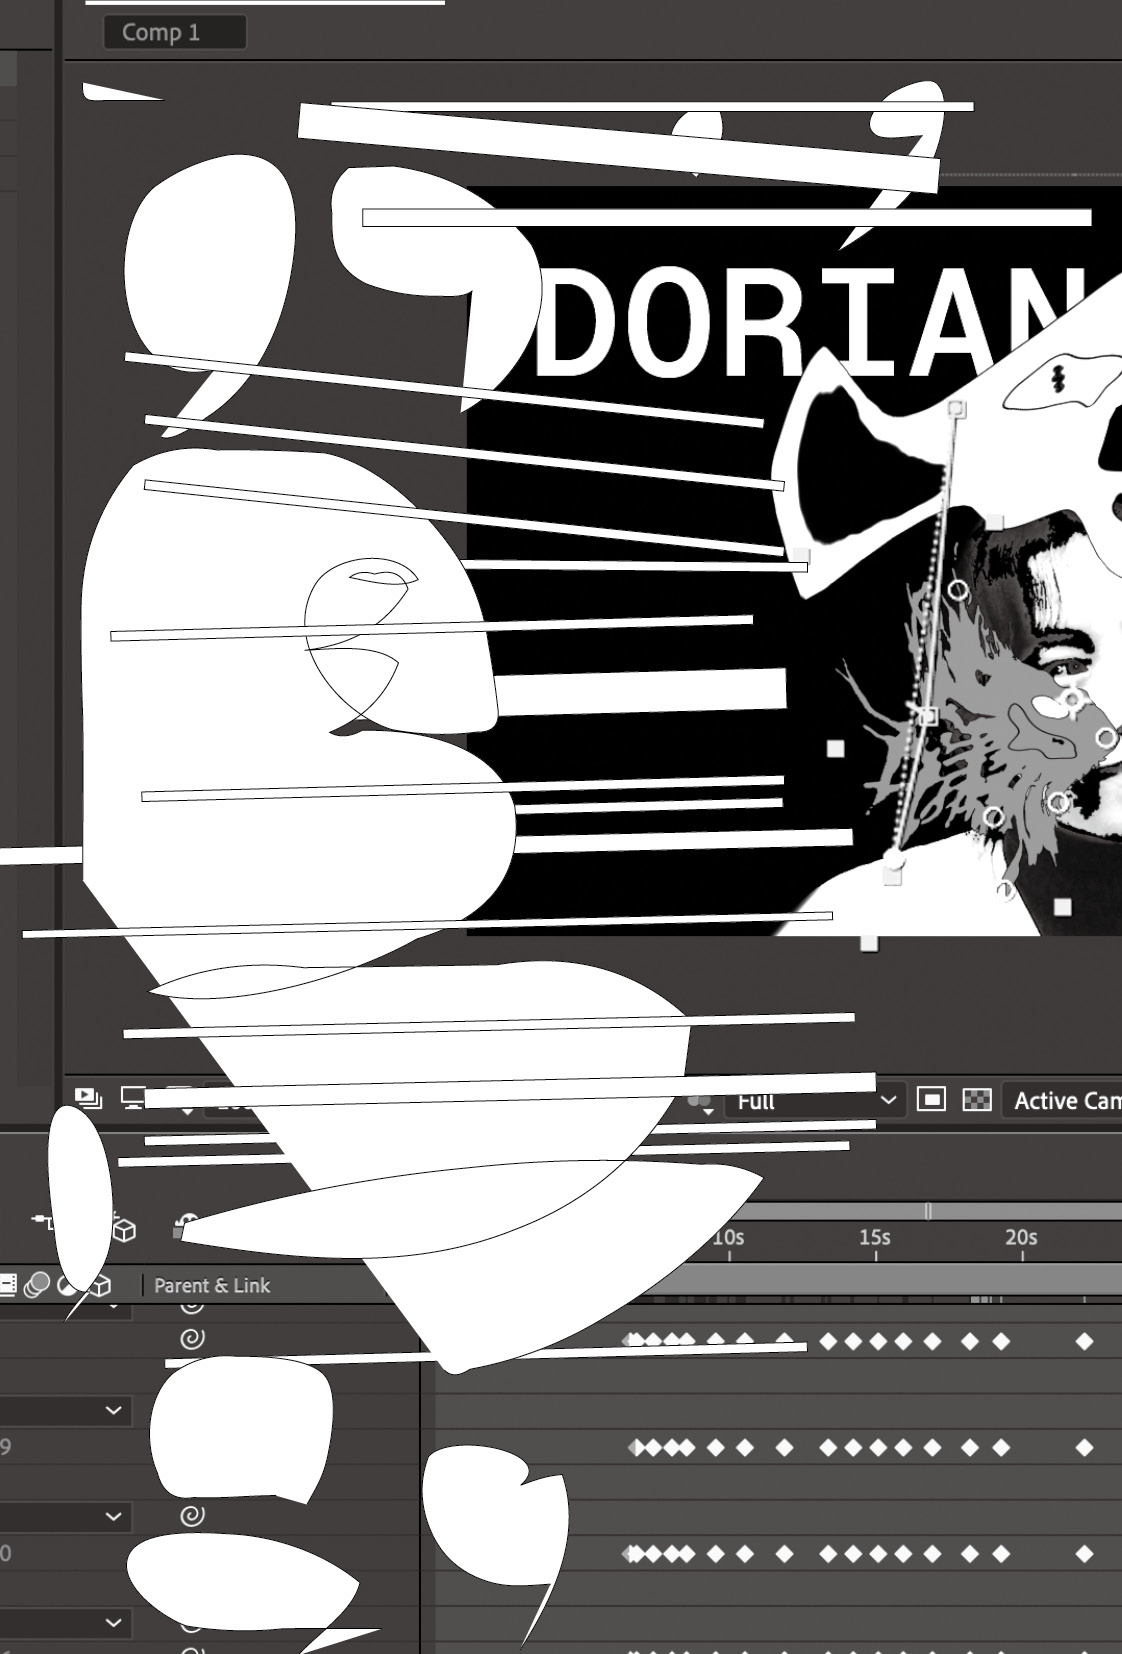 Comp 1
DORIAN
Full
Active Cam
10s 15s 20s
Parent & Link
9
0